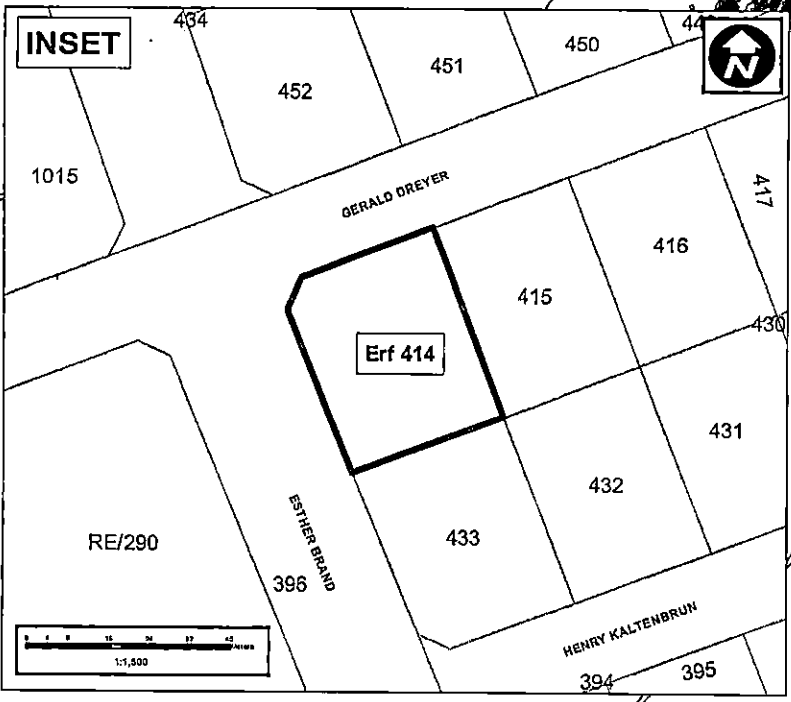 INSET
434
452
451
450
N
1015
GERALD DREYER
417
416
415
430
Erf 414
431
432
433
RE/290
ESTHER BRAND
396
HENRY KALTENBRUN
1:1,500
394
395